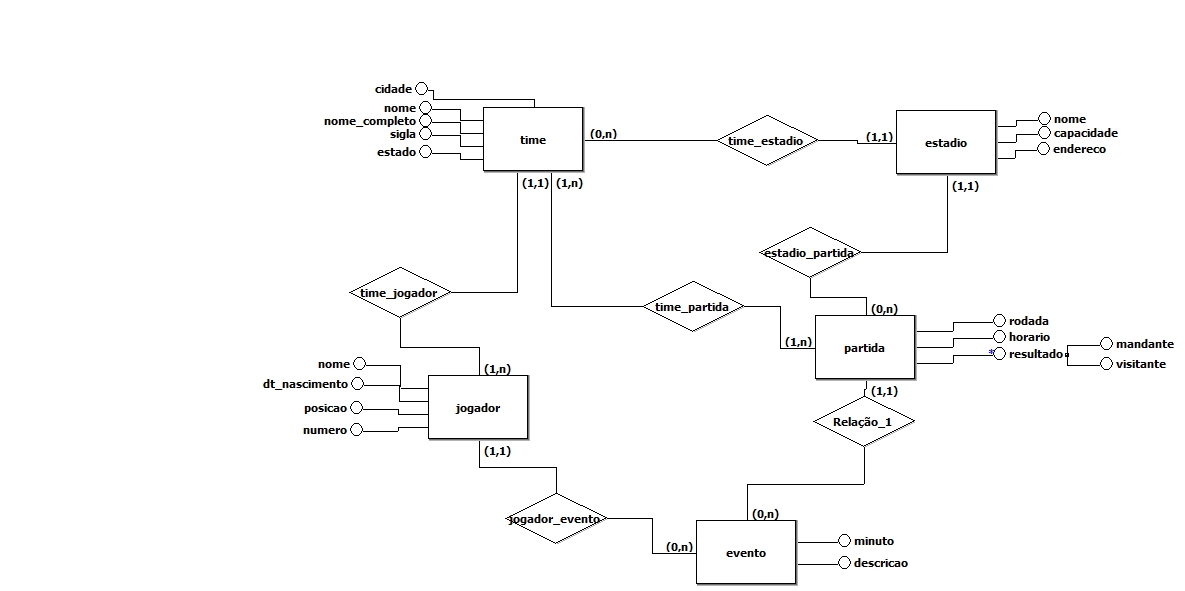 cidade
nome
nome_completo
sigla
estado
time
(0,n)
time_estadio
(1,1)
estadio
nome
capacidade
endereco
(1,1)
(1,n)
(1,1)
estadio_partida
time_jogador
time_partida
(0,n)
(1,n)
partida
rodada
horario
* resultado
mandante
visitante
nome
dt_nascimento
posicao
numero
(1,n)
jogador
(1,1)
(1,1)
Relação_1
jogador_evento
(0,n)
(0,n)
evento
minuto
descricao